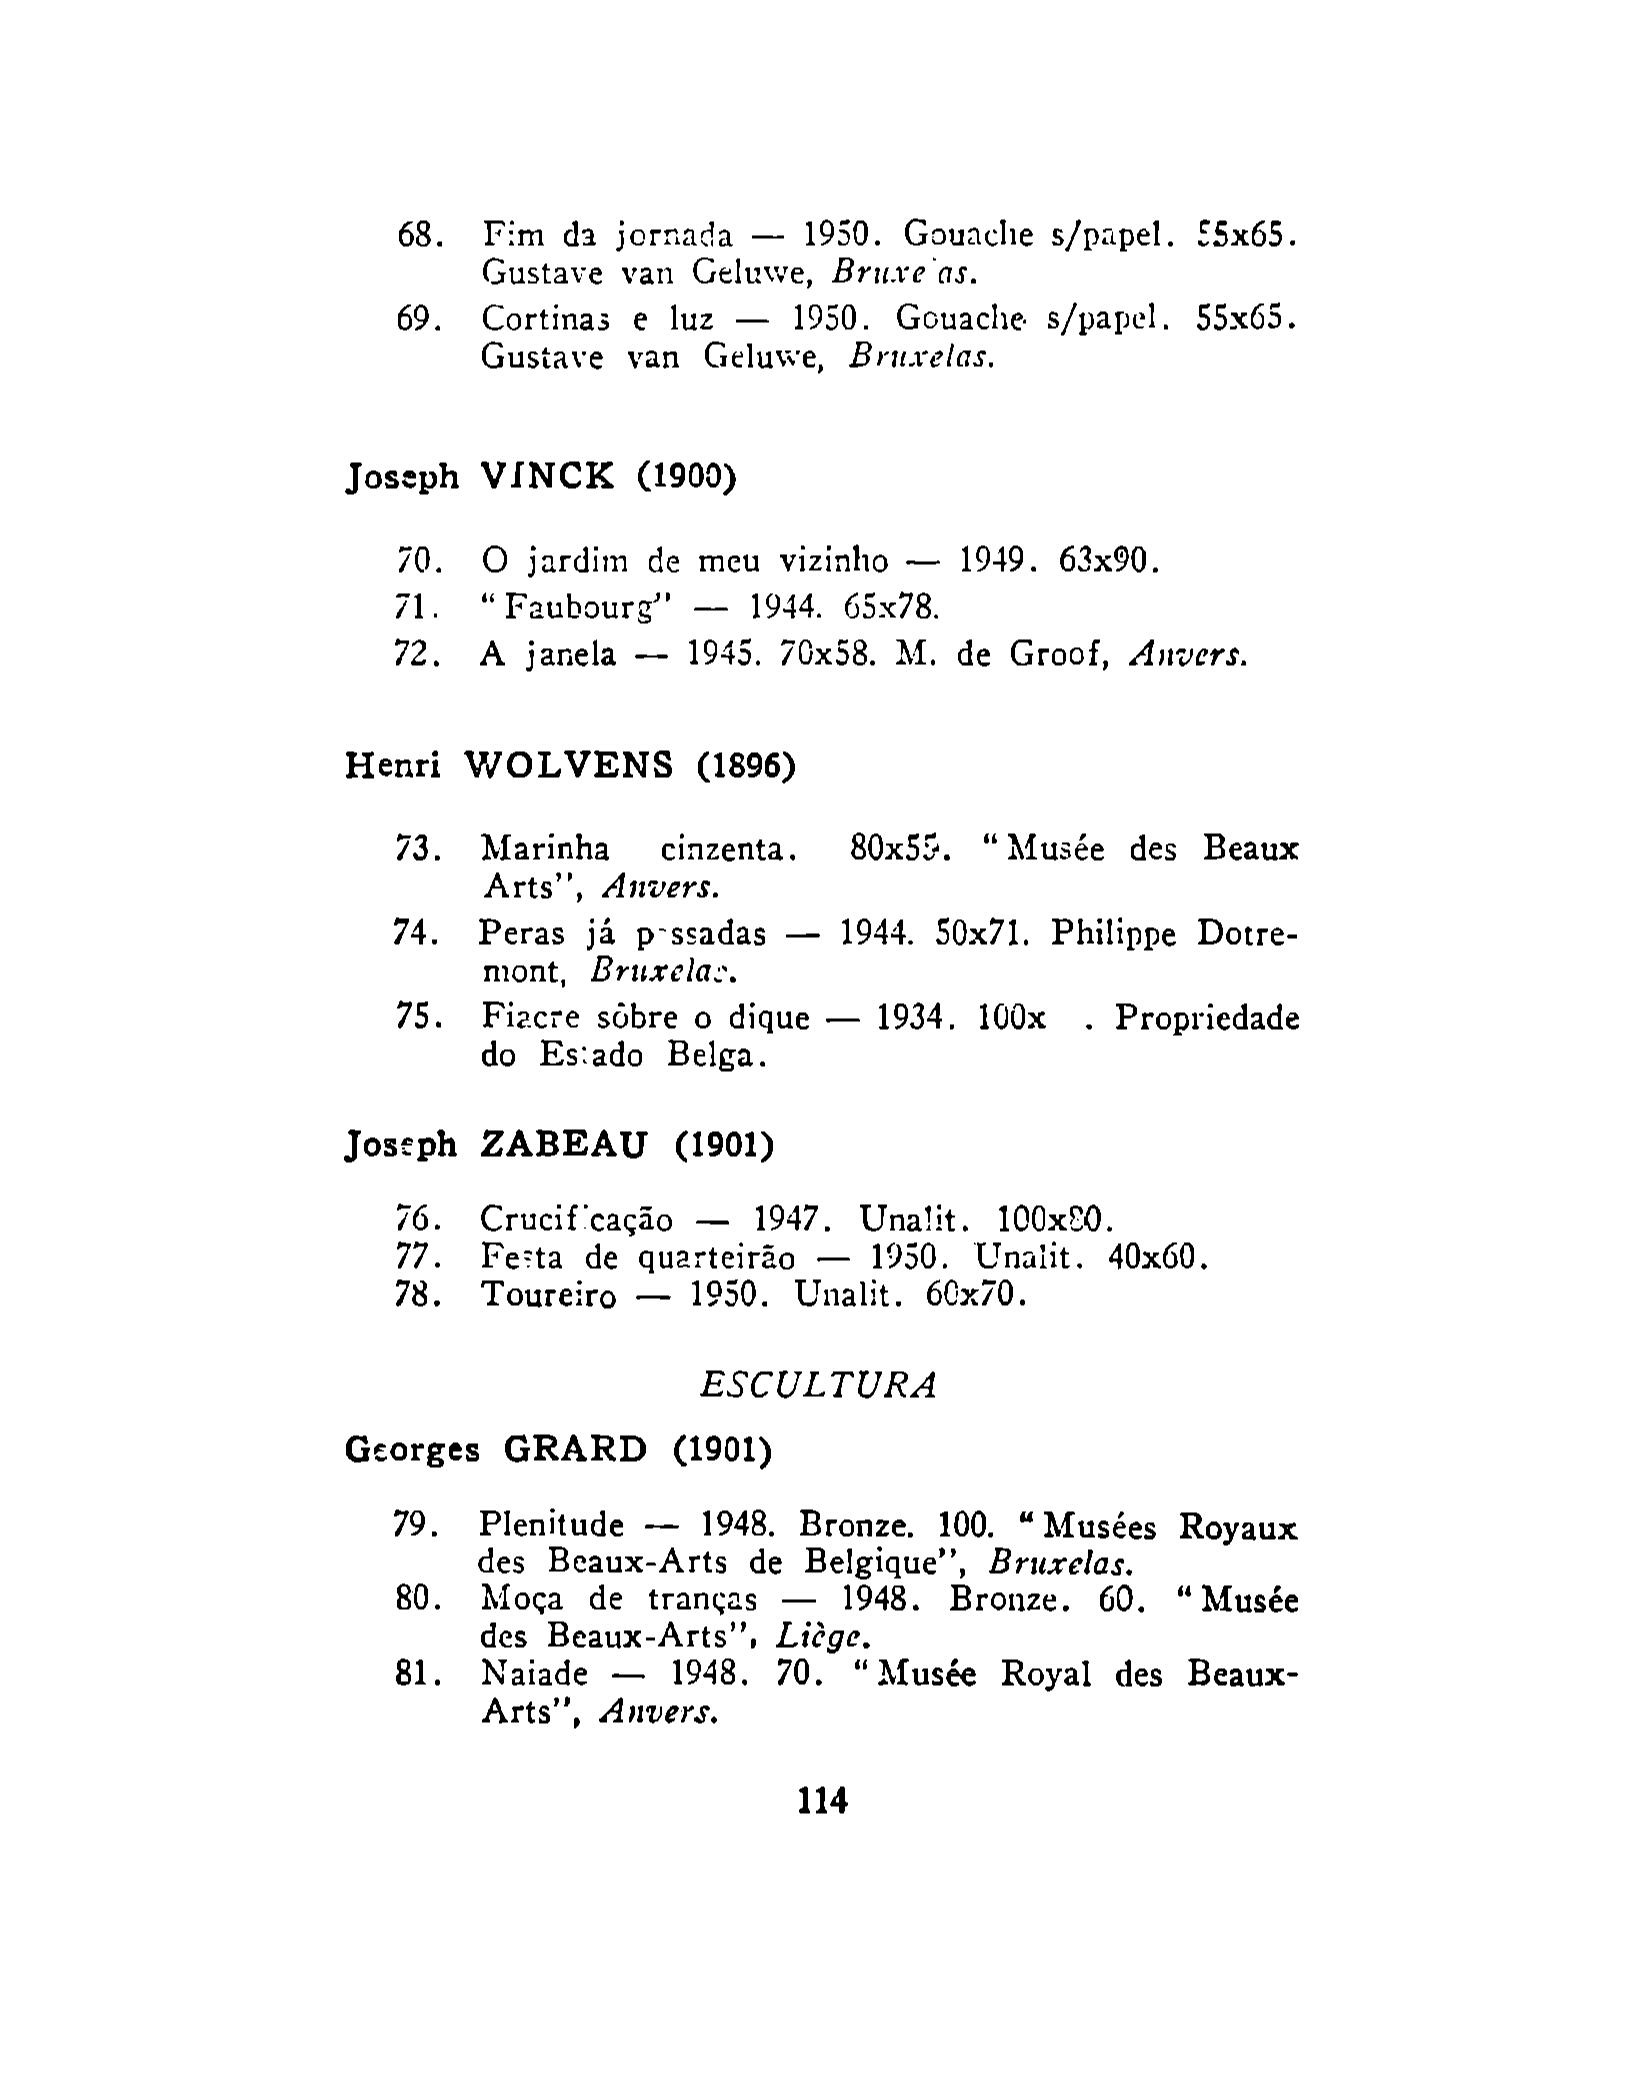 68. Fim da jornada — 1950. Gouache s/papel. 55x65.
Gustave van Geluwe, Bruxelas.
69. Cortinas e luz — 1950. Gouache s/papel. 55x65.
Gustave van Geluwe, Bruxelas.
Joseph VINCK (1900)
70. O jardim de meu vizinho — 1949. 63x90.
71. "Faubourg" — 1944. 65x78.
72. A janela — 1945. 70x58. M. de Groof, Anvers.
Henri WOLVENS (1896)
73. Marinha cinzenta. "Musée des Beaux
Arts", Anvers.
74. Peras já passadas — 1944. 50x71. Philippe Dotre-
mont, Bruxelas.
75. Fiacre sôbre o dique — 1934. 100x . Propriedade
do Estado Belga.
Joseph ZABEAU (1901)
76. Crucificação — 1947. Unalit. 100x80.
77. Festa de quarteirão — 1950. Unalit. 40x60.
78. Toureiro — 1950. Unalit. 60x70.
ESCULTURA
Georges GRARD (1901)
79. Plenitude — 1948. Bronze. 100. "Musées Royaux
des Beaux-Arts de Belgique", Bruxelas.
80. Moça de tranças — 1948. Bronze. 60. "Musée
des Beaux-Arts", Liège.
81. Naiade — 1948. 70. "Musée Royal des Beaux-
Arts", Anvers.
114